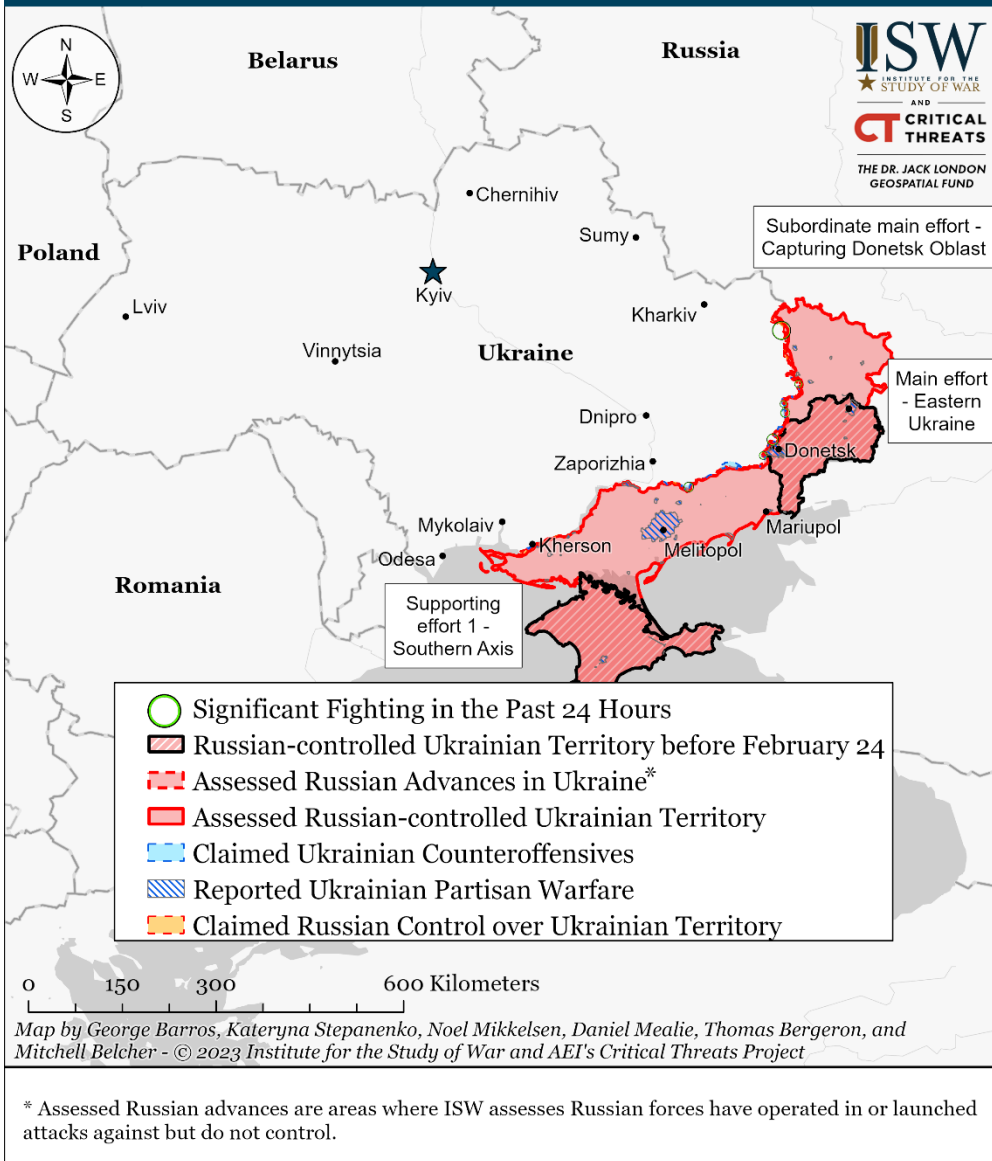 N
W
E
S
Belarus
Russia
ISW
INSTITUTE FOR THE
STUDY OF WAR
AND
CT CRITICAL
THREATS
THE DR. JACK LONDON
GEOSPATIAL FUND
Chernihiv
Subordinate main effort -
Capturing Donetsk Oblast
Sumy
Poland
Kyiv
Lviv
Kharkiv
Vinnytsia
Ukraine
Main effort
- Eastern
Ukraine
Dnipro
Donetsk
Zaporizhia
Mariupol
Mykolaiv
Kherson
Melitopol
Odesa
Romania
Supporting
effort 1 -
Southern Axis
Significant Fighting in the Past 24 Hours
Russian-controlled Ukrainian Territory before February 24
Assessed Russian Advances in Ukraine*
Assessed Russian-controlled Ukrainian Territory
Claimed Ukrainian Counteroffensives
Reported Ukrainian Partisan Warfare
Claimed Russian Control over Ukrainian Territory
0 150 300 600 Kilometers
Map by George Barros, Kateryna Stepanenko, Noel Mikkelsen, Daniel Mealie, Thomas Bergeron, and
Mitchell Belcher - © 2023 Institute for the Study of War and AEI's Critical Threats Project
* Assessed Russian advances are areas where ISW assesses Russian forces have operated in or launched
attacks against but do not control.